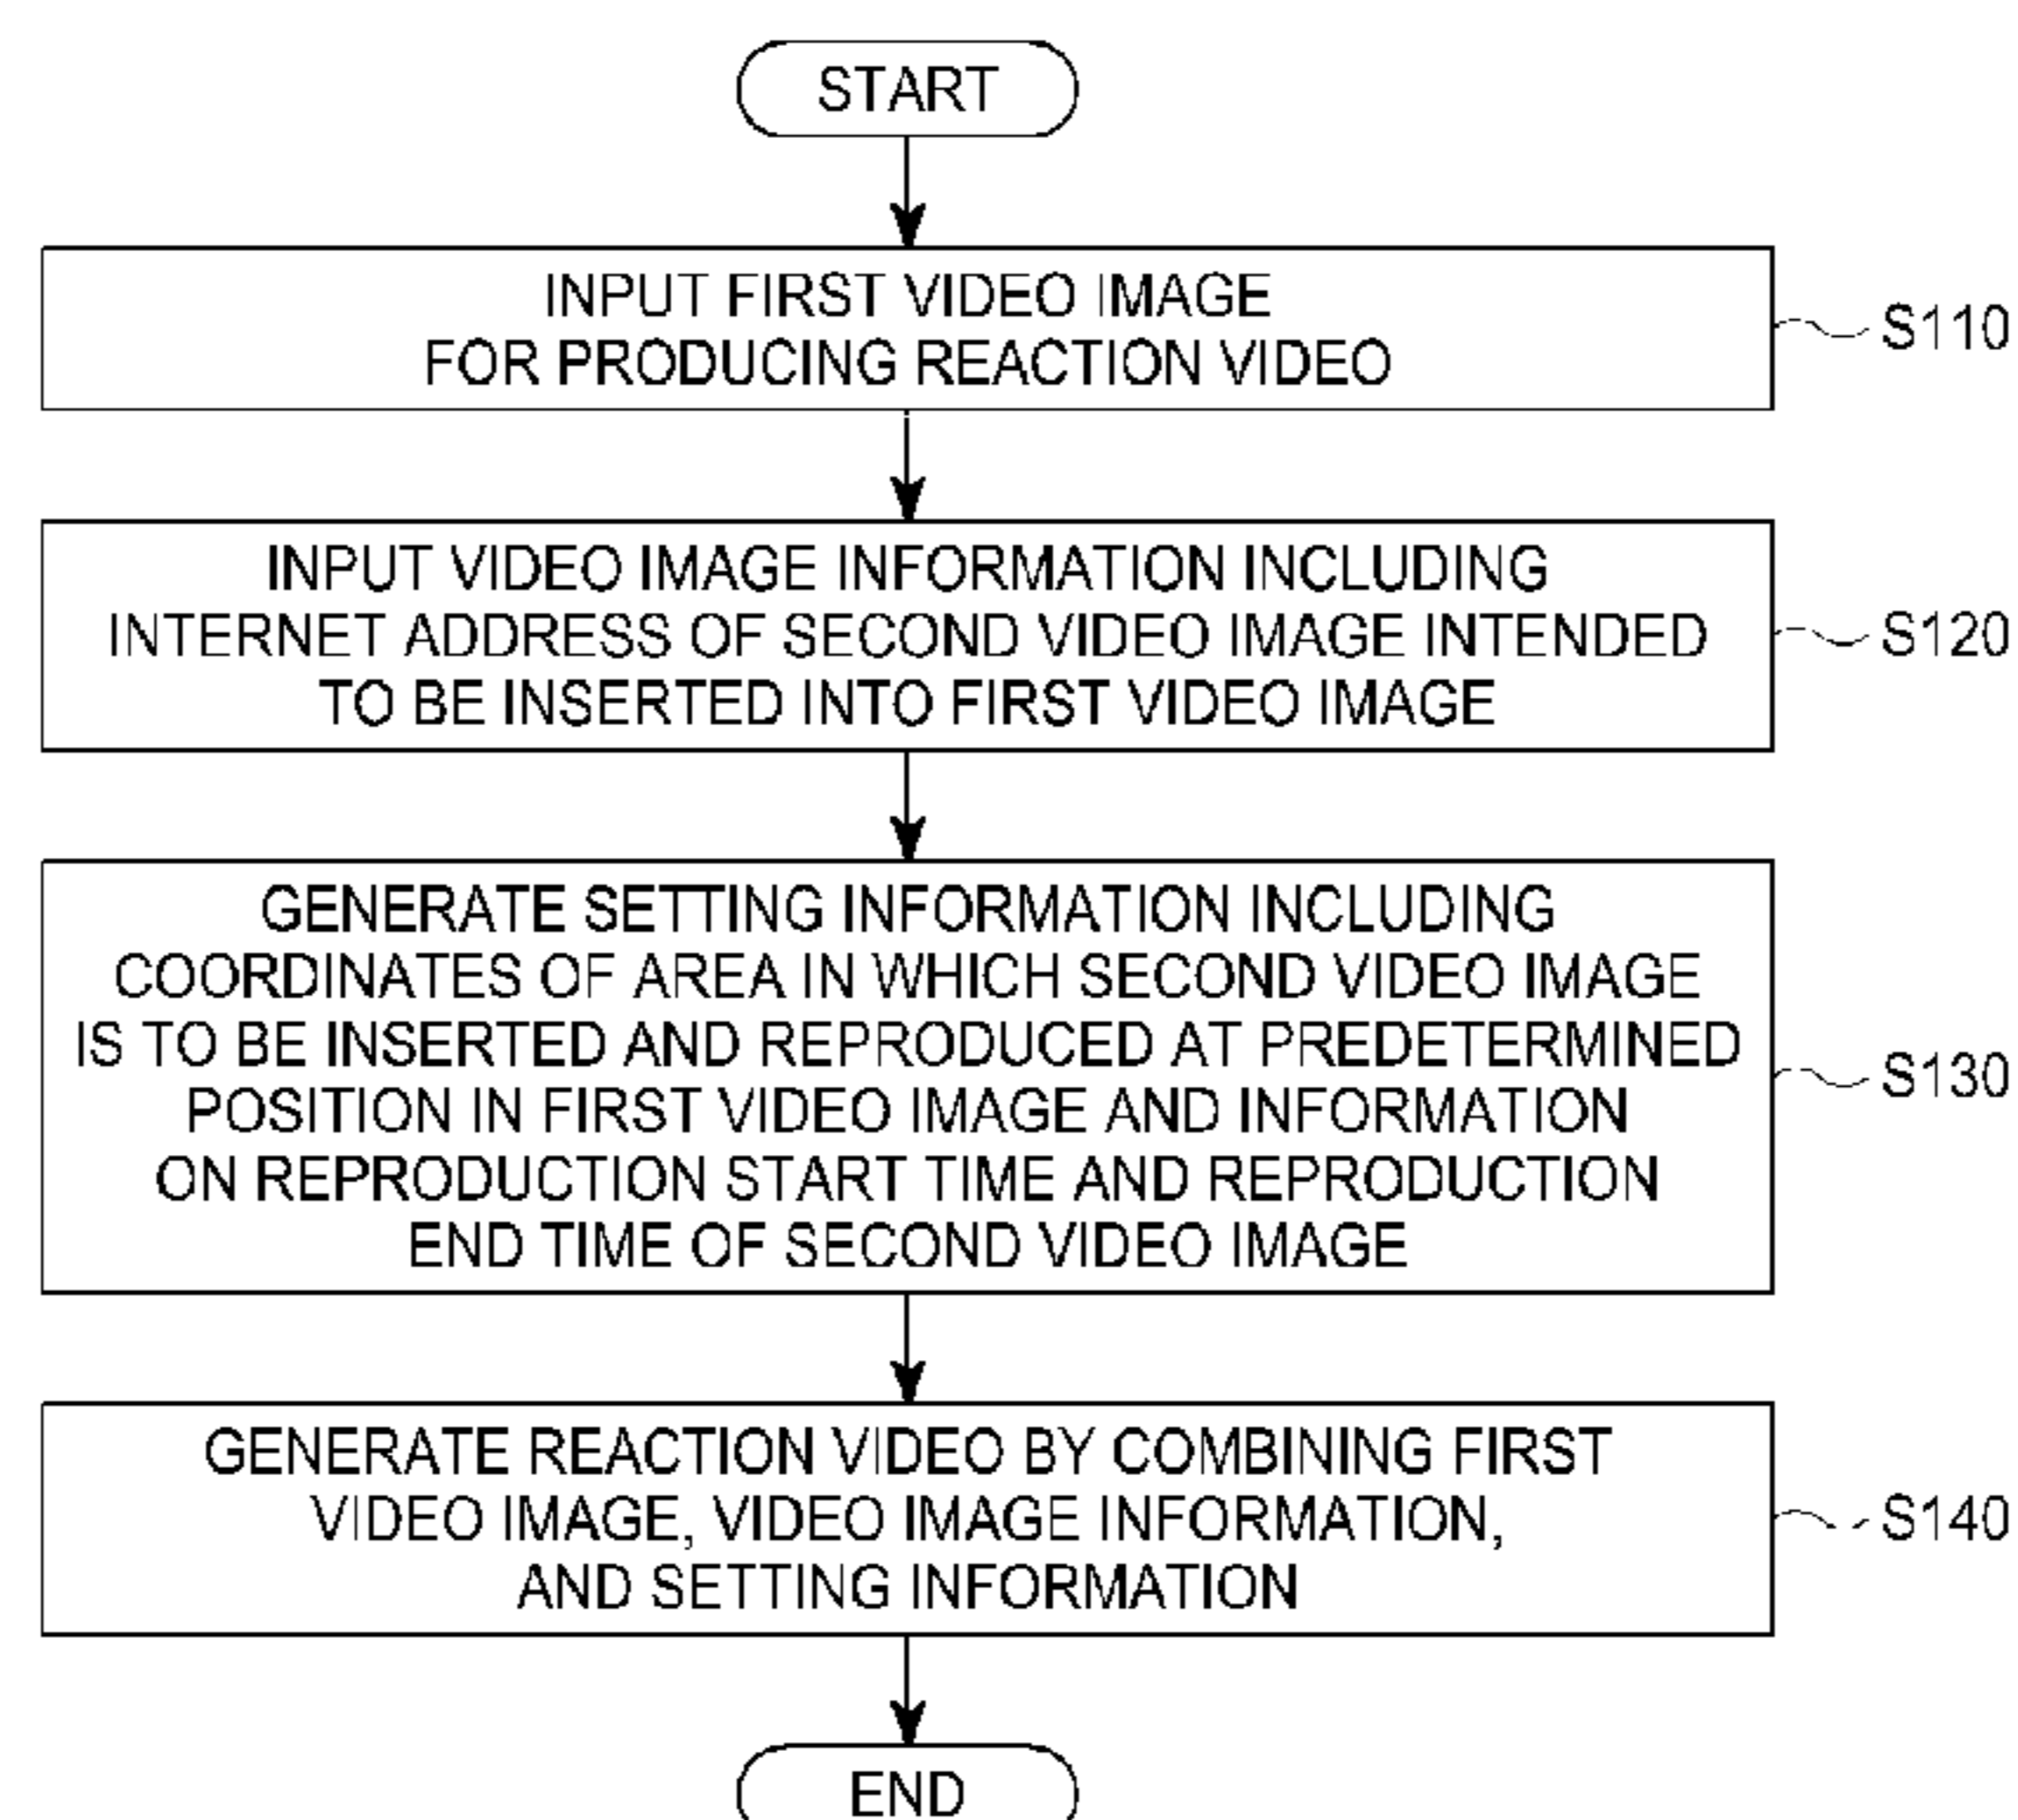 START
INPUT FIRST VIDEO IMAGE
FOR PRODUCING REACTION VIDEO
S110
INPUT VIDEO IMAGE INFORMATION INCLUDING
INTERNET ADDRESS OF SECOND VIDEO IMAGE INTENDED
TO BE INSERTED INTO FIRST VIDEO IMAGE
S120
GENERATE SETTING INFORMATION INCLUDING
COORDINATES OF AREA IN WHICH SECOND VIDEO IMAGE
IS TO BE INSERTED AND REPRODUCED AT PREDETERMINED
POSITION IN FIRST VIDEO IMAGE AND INFORMATION
ON REPRODUCTION START TIME AND REPRODUCTION
END TIME OF SECOND VIDEO IMAGE
S130
GENERATE REACTION VIDEO BY COMBINING FIRST
VIDEO IMAGE, VIDEO IMAGE INFORMATION,
AND SETTING INFORMATION
S140
END